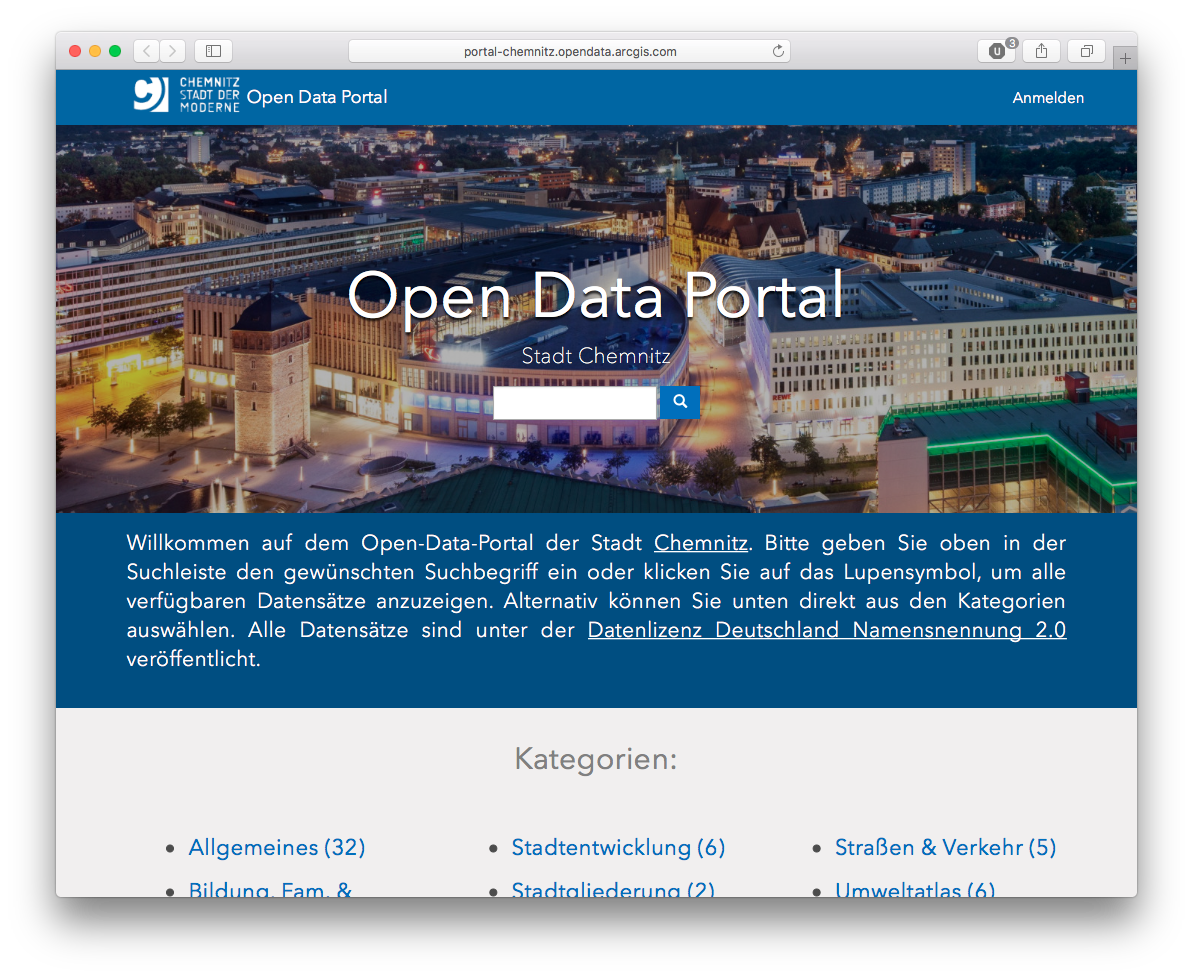 portal-chemnitz.opendata.arcgis.com
U
3
CHEMNITZ
STADT DER
MODERNE
Open Data Portal
Anmelden
Open Data Portal
Stadt Chemnitz
REWE
REWE
Willkommen auf dem Open-Data-Portal der Stadt Chemnitz. Bitte geben Sie oben in der
Suchleiste den gewünschten Suchbegriff ein oder klicken Sie auf das Lupensymbol, um alle
verfügbaren Datensätze anzuzeigen. Alternativ können Sie unten direkt aus den Kategorien
auswählen. Alle Datensätze sind unter der Datenlizenz Deutschland Namensnennung 2.0
veröffentlicht.
Kategorien:
• Allgemeines (32)
• Stadtentwicklung (6)
• Straßen & Verkehr (5)
• Bildung, Fam. &
• Stadtgliederung (2)
• Umweltatlas (6)